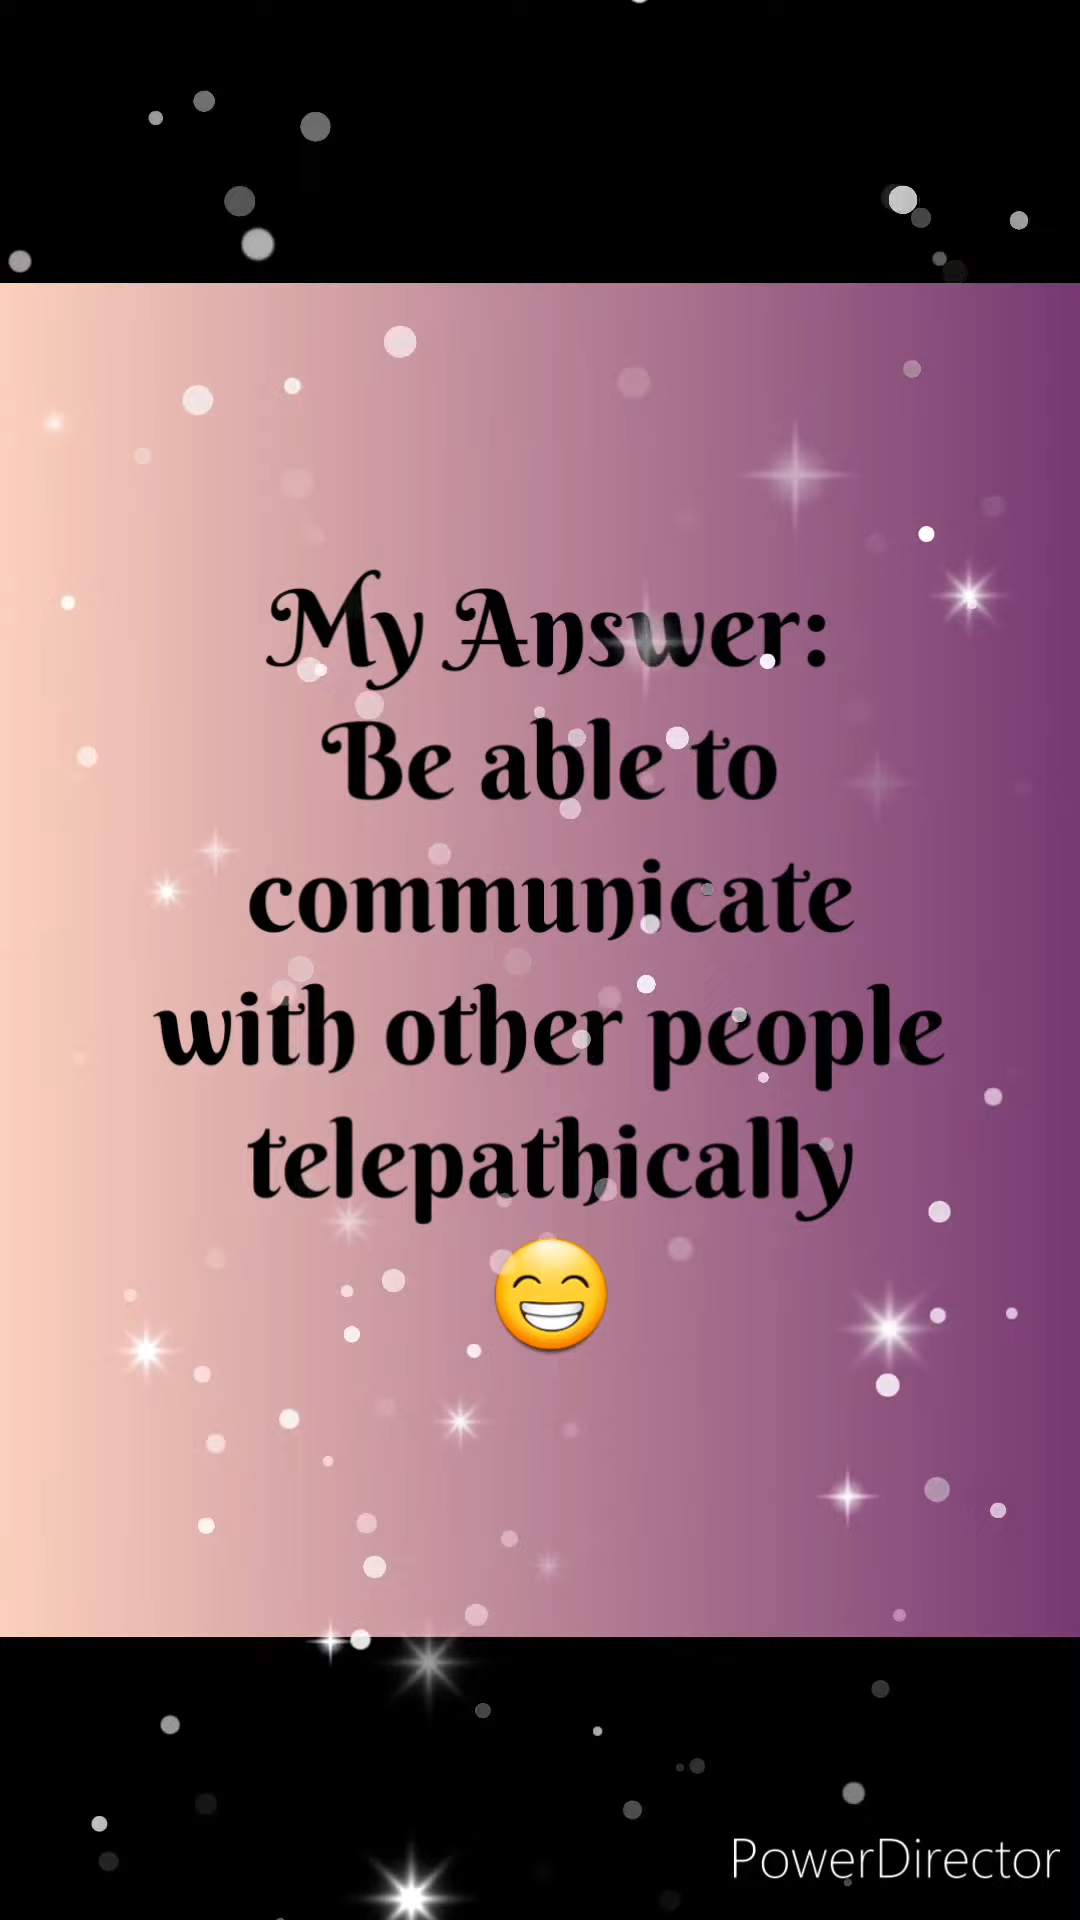 My Answer:
Be able to
communicate
with other people
telepathically
😁
PowerDirector